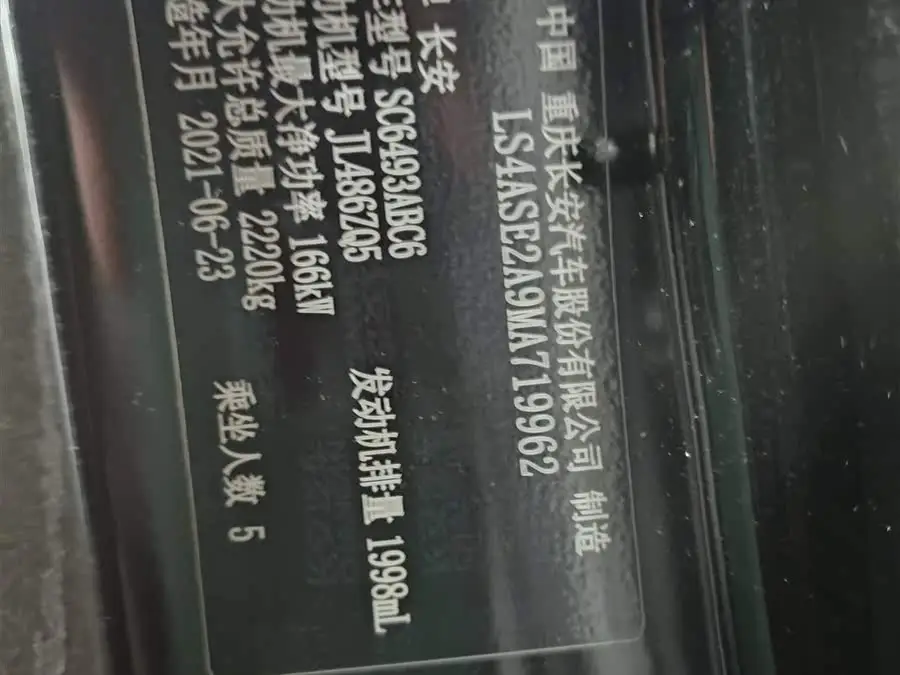 中国 重庆长安汽车股份有限公司 制造
LS4ASE2A9MA719962
长安
型号 SC6493ABC6
机型号 JL486ZQ5 发动机排量 1998mL
动机最大净功率 166kW
大允许总质量 2220kg 乘坐人数 5
造年月 2021-06-23